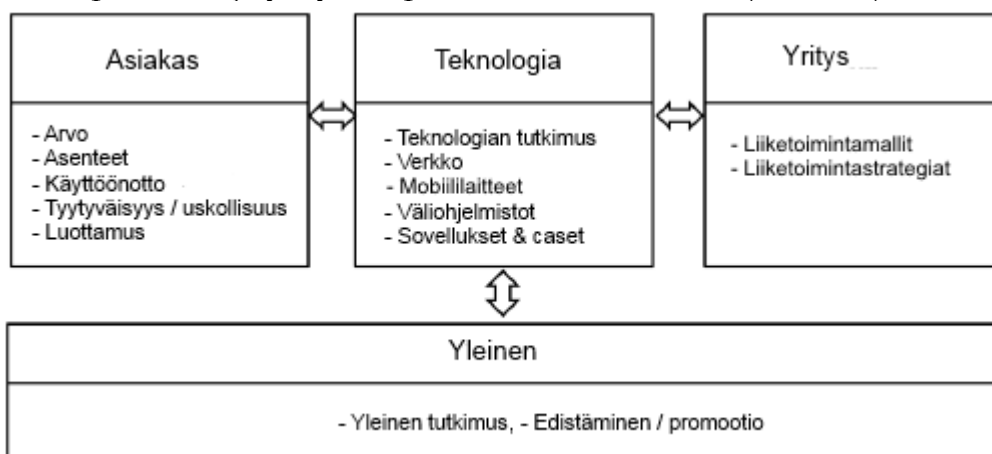 Asiakas
- Arvo
- Asenteet
- Käyttöönotto
- Tyytyväisyys / uskollisuus
- Luottamus
Teknologia
- Teknologian tutkimus
- Verkko
- Mobiililaitteet
- Väliohjelmistot
- Sovellukset & caset
Yritys
- Liiketoimintamallit
- Liiketoimintastrategiat
Yleinen
- Yleinen tutkimus, - Edistäminen / promootio